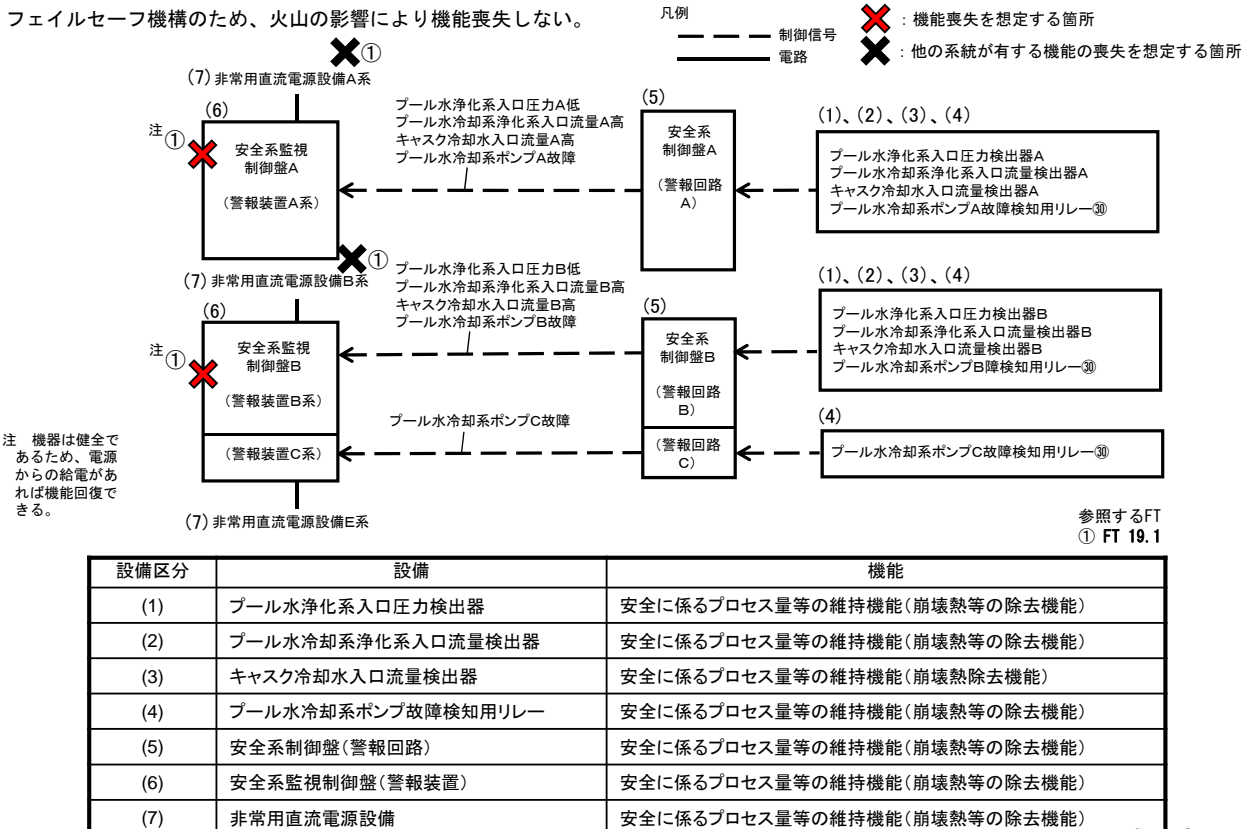 フェイルセーフ機構のため、火山の影響により機能喪失しない。
凡例
制御信号
電路
：機能喪失を想定する箇所
：他の系統が有する機能の喪失を想定する箇所
①
(7) 非常用直流電源設備A系
(6)
注①
安全系監視
制御盤A
（警報装置A系）
プール水浄化系入口圧力A低
プール水冷却系浄化系入口流量A高
キャスク冷却水入口流量A高
プール水冷却系ポンプA故障
(5)
安全系
制御盤A
（警報回路
A）
(1)、(2)、(3)、(4)
プール水浄化系入口圧力検出器A
プール水冷却系浄化系入口流量検出器A
キャスク冷却水入口流量検出器A
プール水冷却系ポンプA故障検知用リレー㉚
①
(7) 非常用直流電源設備B系
(6)
注①
安全系監視
制御盤B
（警報装置B系）
（警報装置C系）
プール水浄化系入口圧力B低
プール水冷却系浄化系入口流量B高
キャスク冷却水入口流量B高
プール水冷却系ポンプB故障
プール水冷却系ポンプC故障
(5)
安全系
制御盤B
（警報回路
B）
（警報回路
C）
(1)、(2)、(3)、(4)
プール水浄化系入口圧力検出器B
プール水冷却系浄化系入口流量検出器B
キャスク冷却水入口流量検出器B
プール水冷却系ポンプB障検知用リレー㉚
(4)
プール水冷却系ポンプC故障検知用リレー㉚
注　機器は健全で
あるため、電源
からの給電があ
れば機能回復で
きる。
(7) 非常用直流電源設備E系
参照するFT
① FT 19.1
設備区分 設備 機能
(1) プール水浄化系入口圧力検出器 安全に係るプロセス量等の維持機能（崩壊熱等の除去機能）
(2) プール水冷却系浄化系入口流量検出器 安全に係るプロセス量等の維持機能（崩壊熱等の除去機能）
(3) キャスク冷却水入口流量検出器 安全に係るプロセス量等の維持機能（崩壊熱除去機能）
(4) プール水冷却系ポンプ故障検知用リレー 安全に係るプロセス量等の維持機能（崩壊熱等の除去機能）
(5) 安全系制御盤（警報回路） 安全に係るプロセス量等の維持機能（崩壊熱等の除去機能）
(6) 安全系監視制御盤（警報装置） 安全に係るプロセス量等の維持機能（崩壊熱等の除去機能）
(7) 非常用直流電源設備 安全に係るプロセス量等の維持機能（崩壊熱等の除去機能）